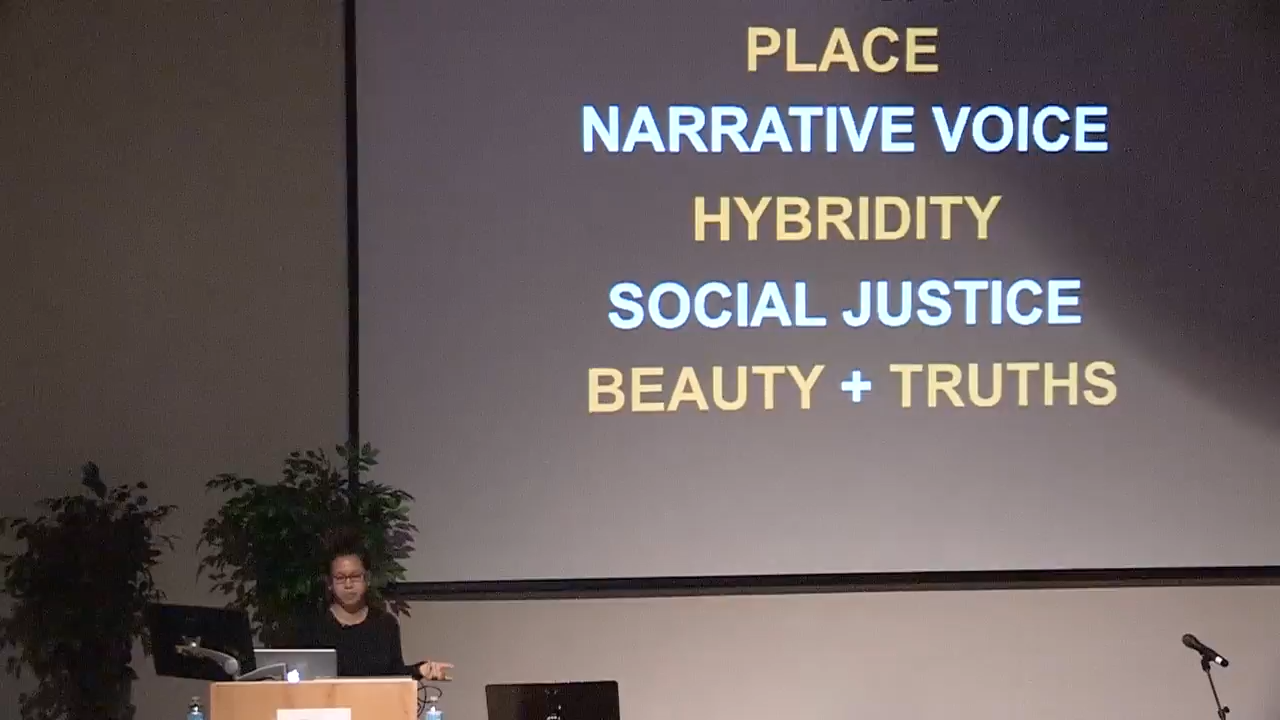 PLACE
NARRATIVE VOICE
HYBRIDITY
SOCIAL JUSTICE
BEAUTY + TRUTHS